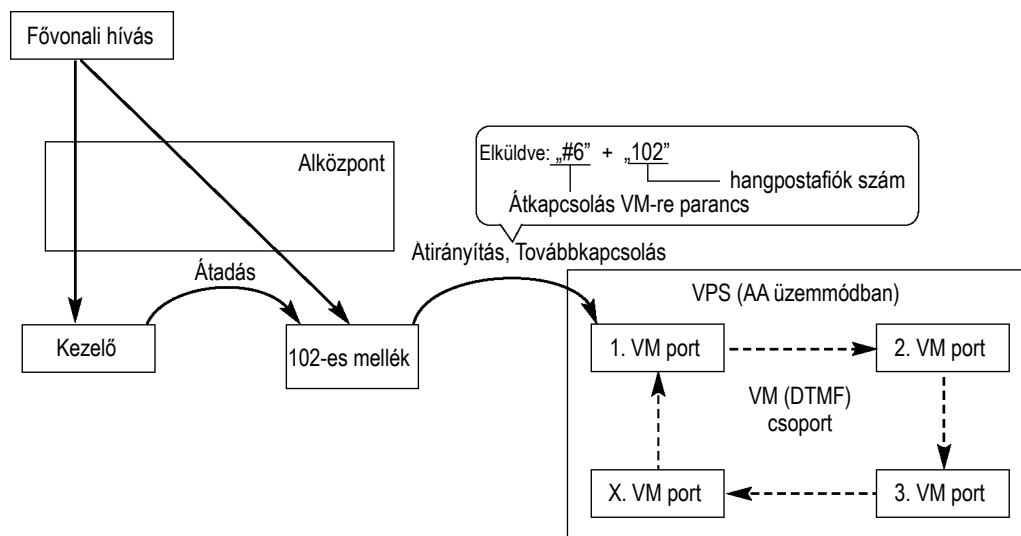 Fővonali hívás
Alközpont
Elküldve: „#6” + „102”
hangpostafiók szám
Átkapcsolás VM-re parancs
Átirányítás, Továbbkapcsolás
Átadás
VPS (AA üzemmódban)
Kezelő
102-es mellék
1. VM port
2. VM port
VM (DTMF)
csoport
X. VM port
3. VM port